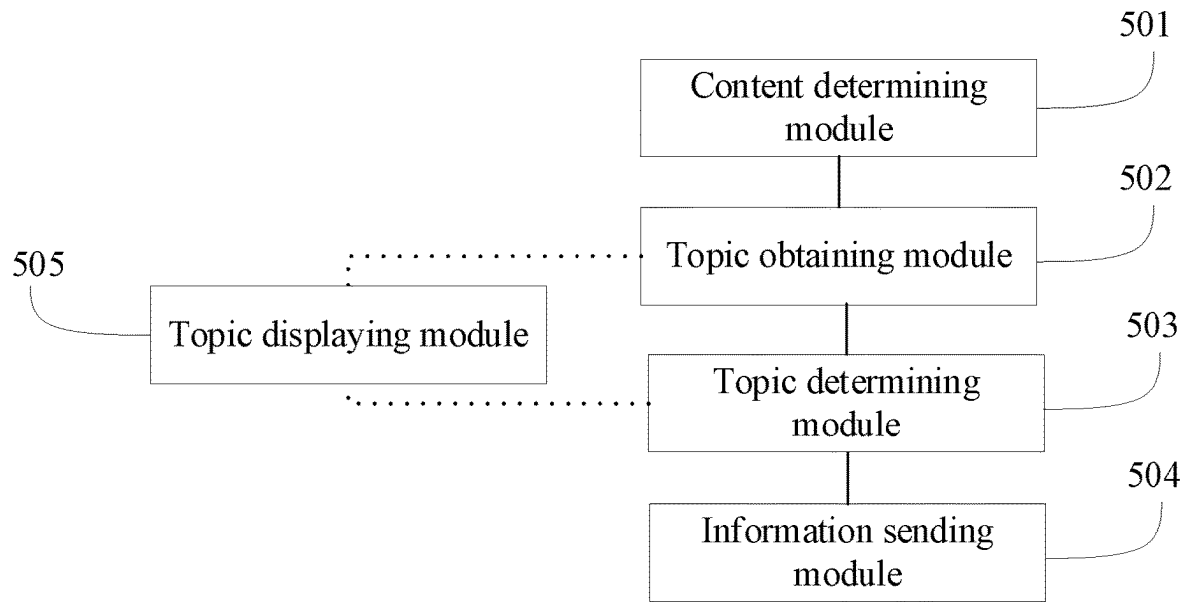 501
Content determining
module
502
Topic obtaining module
505
Topic displaying module
503
Topic determining
module
504
Information sending
module